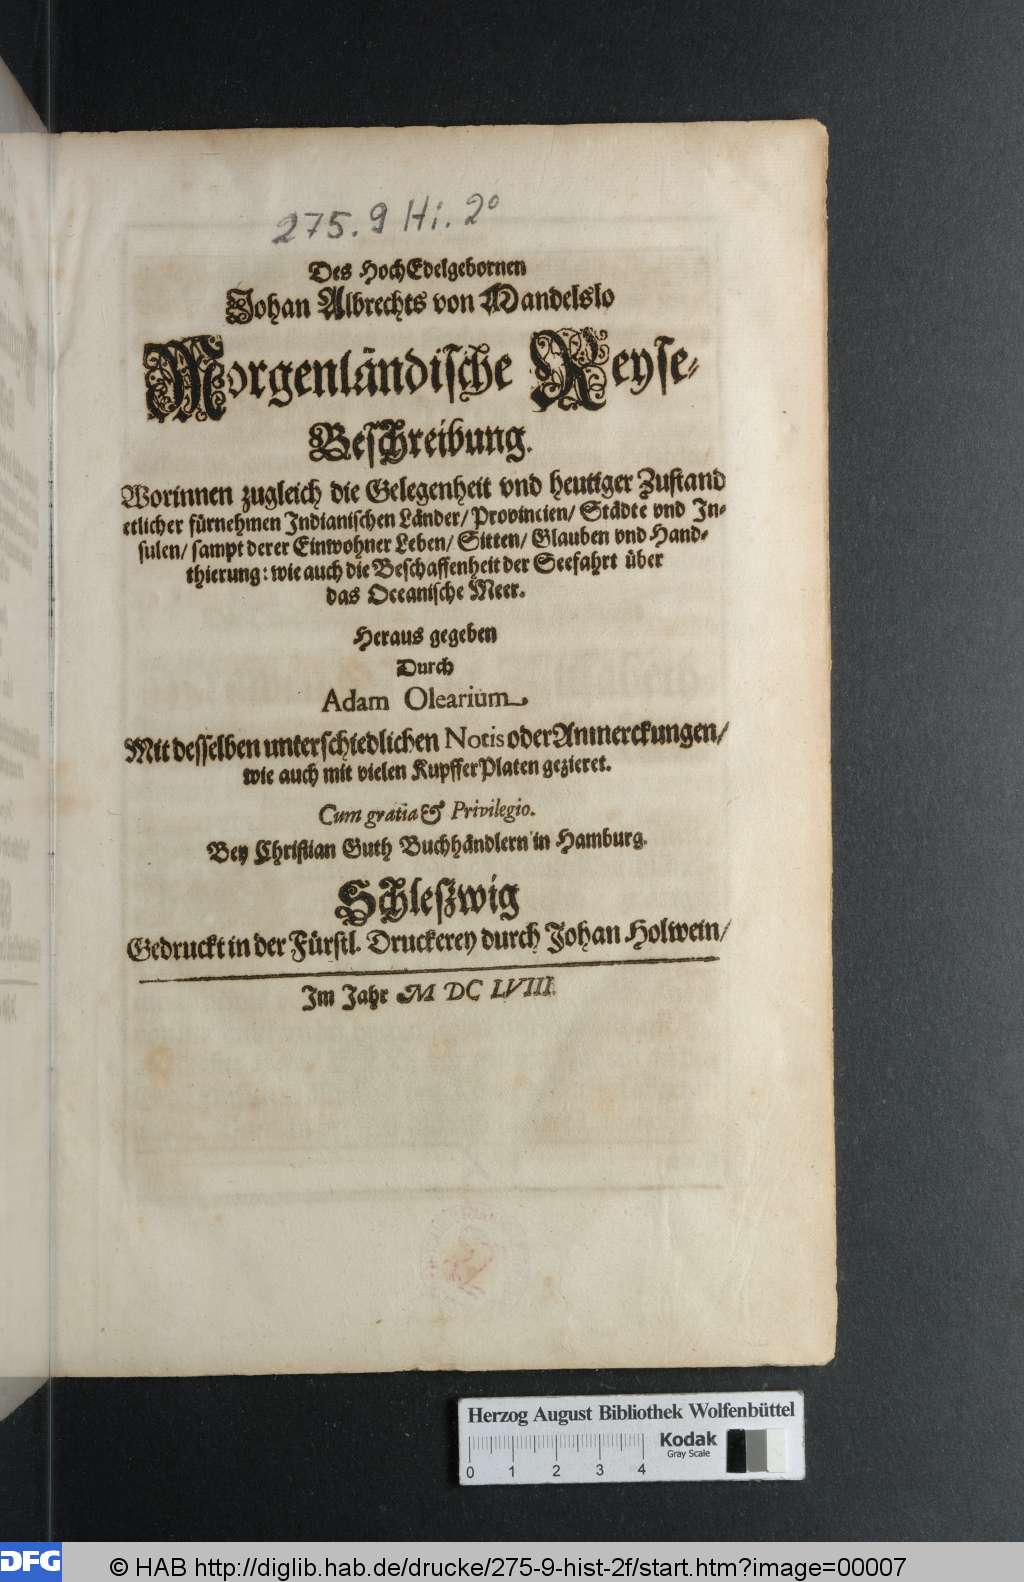 275.9 Hi. 2°
Des HochEdelgebornen
Johan Albrechts von Mandelslo
Morgenländische Reyse-
Beschreibung.
Worinnen zugleich die Gelegenheit vnd heutiger Zustand
etlicher fürnehmen Indianischen Länder/ Provincien/ Städte vnd In-
sulen/ sampt derer Einwohner Leben/ Sitten/ Glauben vnd Hand-
thierung: wie auch die Beschaffenheit der Seefahrt über
das Oceanische Meer.
Heraus gegeben
Durch
Adam Olearium.
Mit desselben unterschiedlichen Notis oder Anmerckungen/
wie auch mit vielen KupfferPlaten gezieret.
Cum gratia & Privilegio.
Bey Christian Guth Buchhändlern in Hamburg.
Schleßwig
Gedruckt in der Fürstl. Druckerey durch Johan Holwein/
Im Jahr M DC LVIII.
Herzog August Bibliothek Wolfenbüttel
Kodak
Gray Scale
0 1 2 3 4
DFG
© HAB http://diglib.hab.de/drucke/275-9-hist-2f/start.htm?image=00007